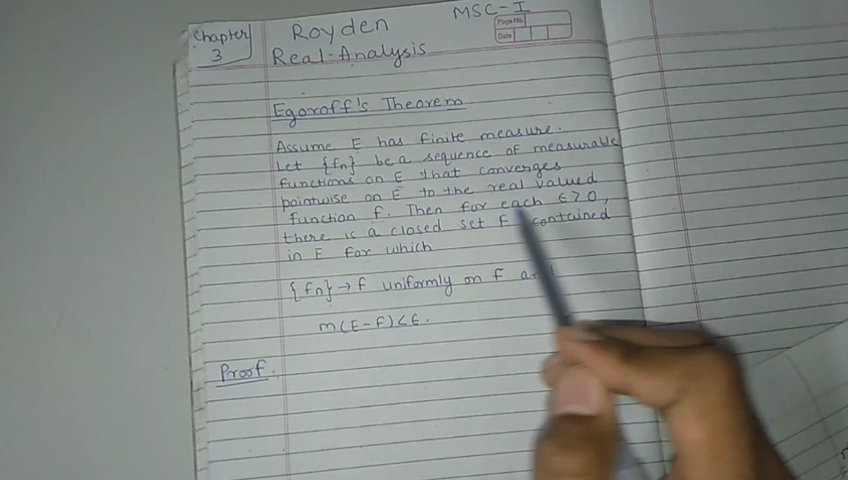 Chapter 3
Royden
MSC-I
Real-Analysis
Page No.
Date
Egoroff's Theorem
Assume E has finite measure.
Let {fn} be a sequence of measurable
functions on E that converges
pointwise on E to the real valued
function f. Then for each ε>0,
there is a closed set F contained
in E for which
{fn} → f uniformly on F
m(E-F)<ε.
Proof.